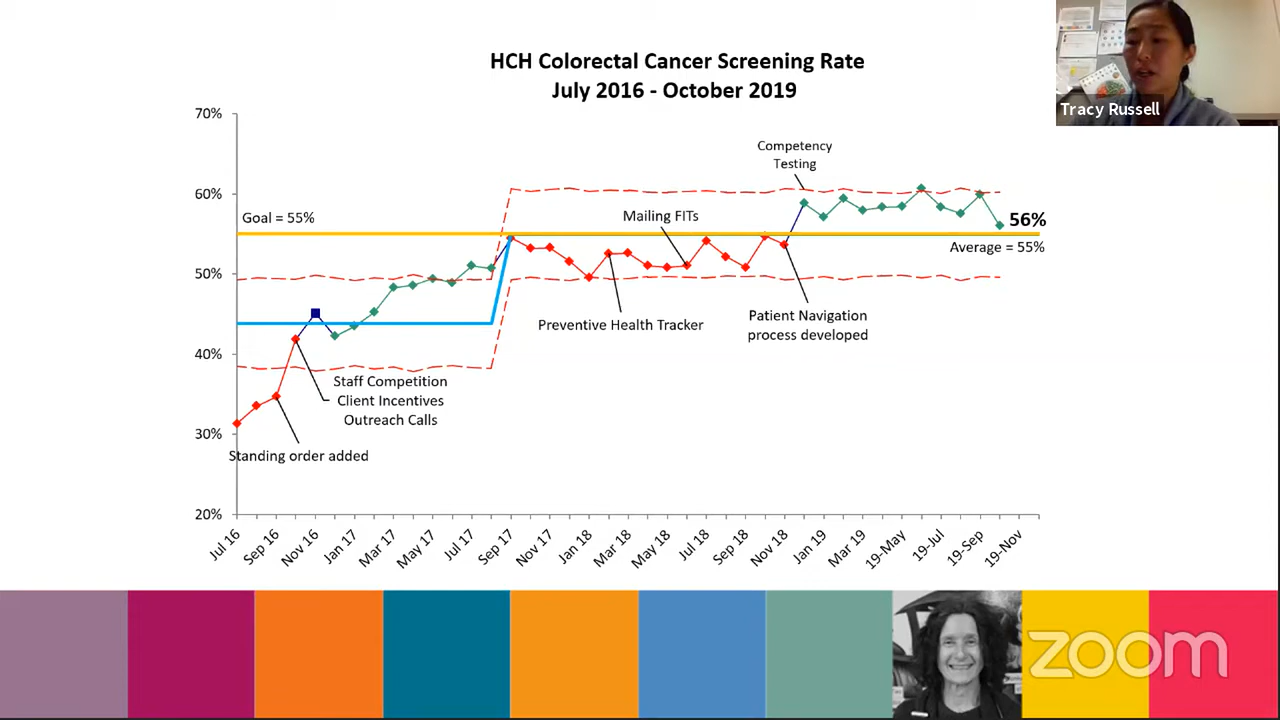 HCH Colorectal Cancer Screening Rate
July 2016 - October 2019
Tracy Russell
70%
60%
50%
40%
30%
20%
Goal = 55%
Competency
Testing
Mailing FITs
56%
Average = 55%
Preventive Health Tracker
Patient Navigation
process developed
Staff Competition
Client Incentives
Outreach Calls
Standing order added
Jul 16
Sep 16
Nov 16
Jan 17
Mar 17
May 17
Jul 17
Sep 17
Nov 17
Jan 18
Mar 18
May 18
Jul 18
Sep 18
Nov 18
Jan 19
Mar 19
19-May
19-Jul
19-Sep
19-Nov
zoom